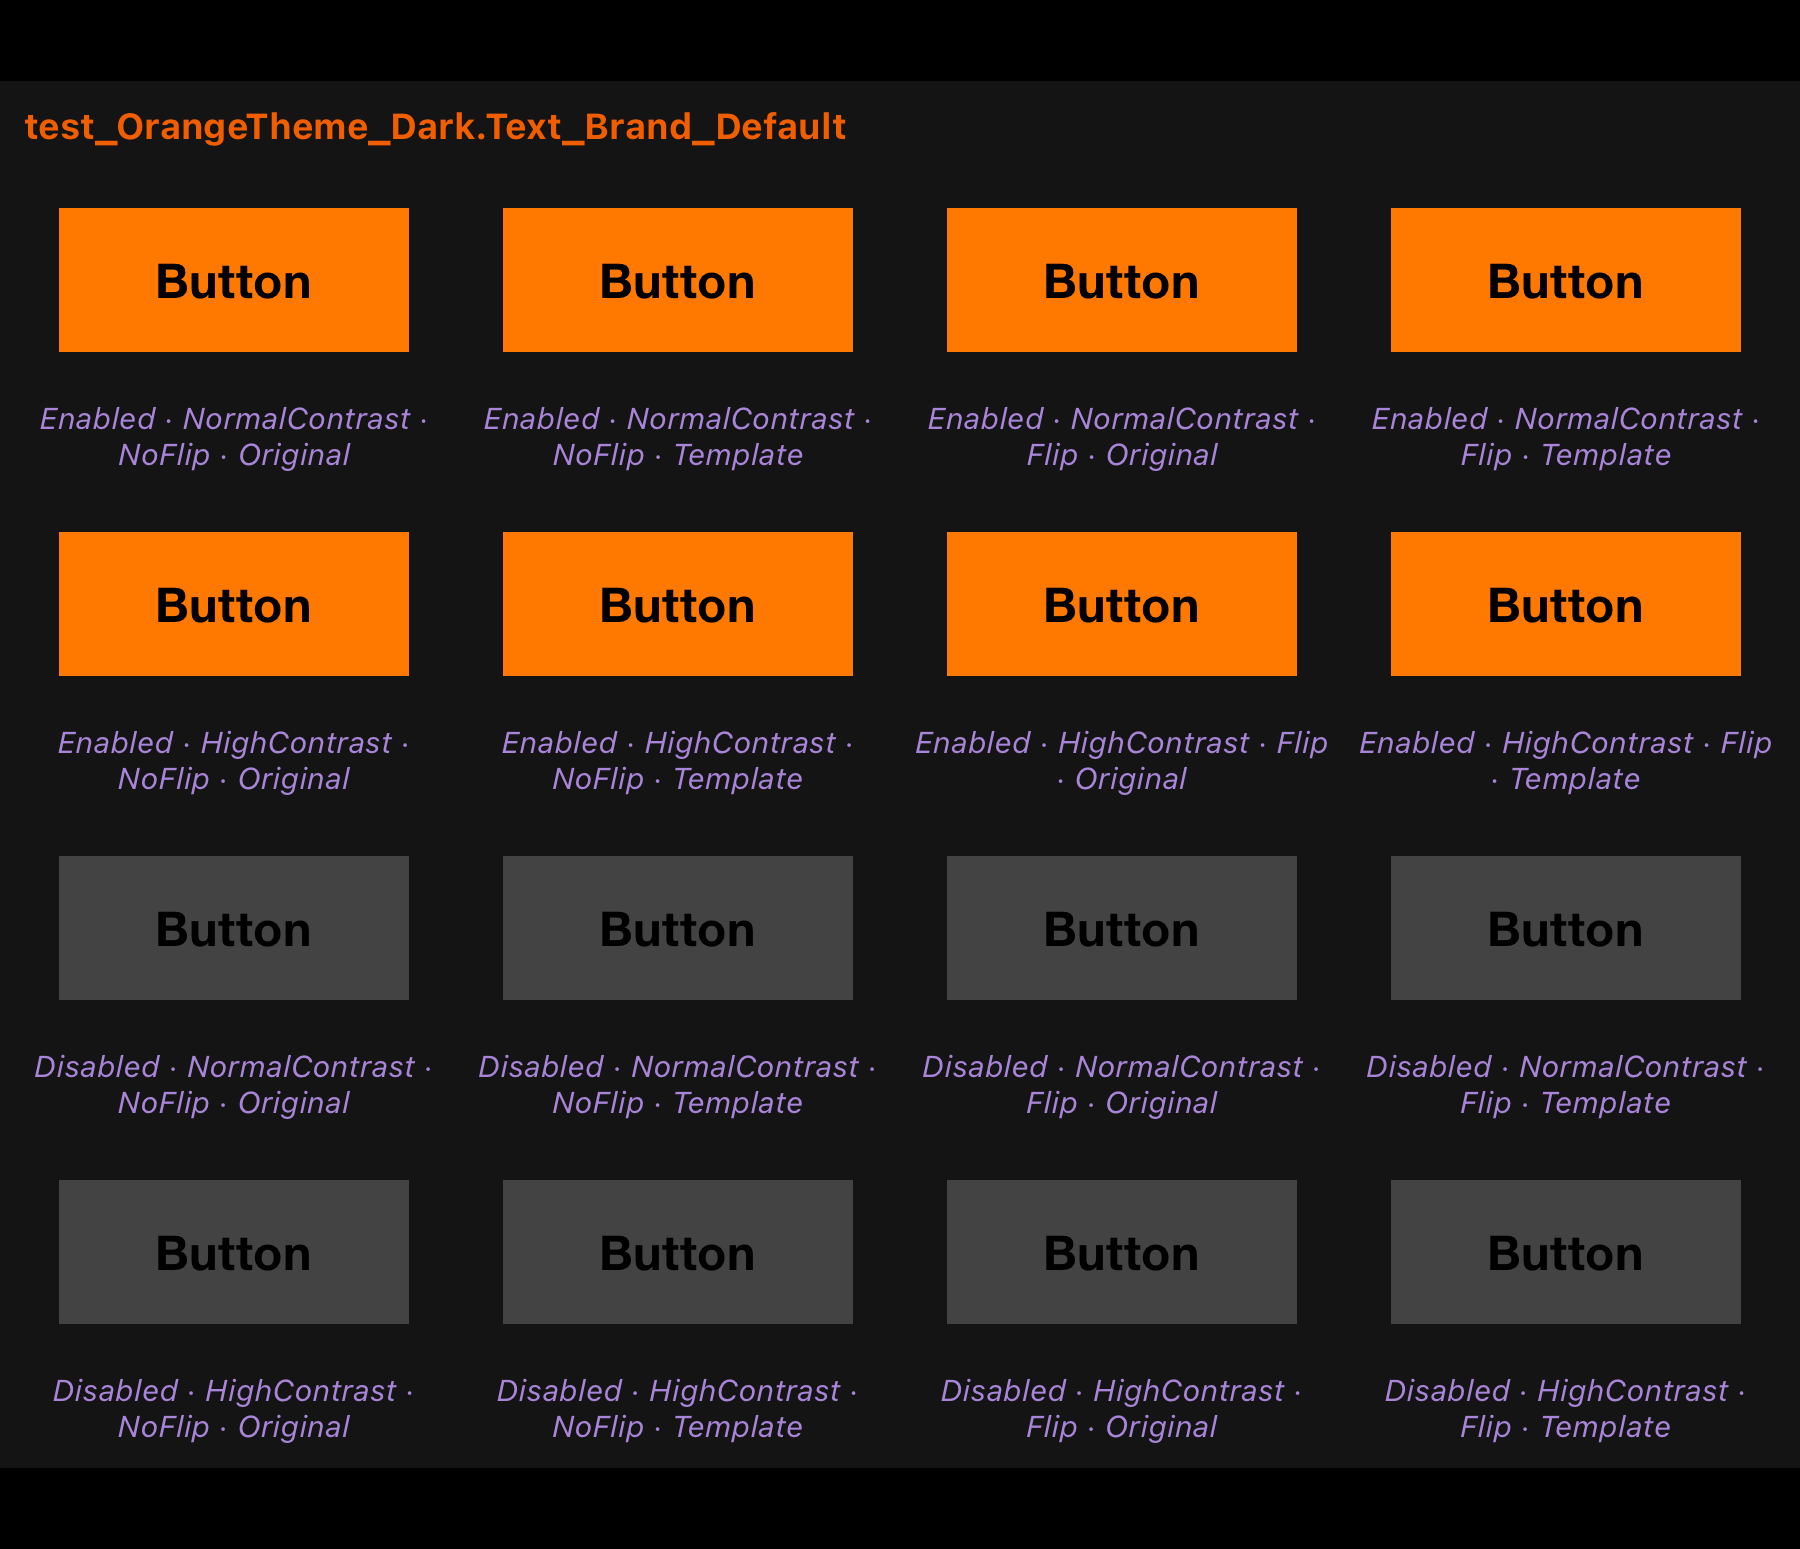 test_OrangeTheme_Dark.Text_Brand_Default
Button Button Button Button
Enabled · NormalContrast · Enabled · NormalContrast · Enabled · NormalContrast · Enabled · NormalContrast ·
NoFlip · Original NoFlip · Template Flip · Original Flip · Template
Button Button Button Button
Enabled · HighContrast · Enabled · HighContrast · Enabled · HighContrast · Flip Enabled · HighContrast · Flip
NoFlip · Original NoFlip · Template · Original · Template
Button Button Button Button
Disabled · NormalContrast · Disabled · NormalContrast · Disabled · NormalContrast · Disabled · NormalContrast ·
NoFlip · Original NoFlip · Template Flip · Original Flip · Template
Button Button Button Button
Disabled · HighContrast · Disabled · HighContrast · Disabled · HighContrast · Disabled · HighContrast ·
NoFlip · Original NoFlip · Template Flip · Original Flip · Template